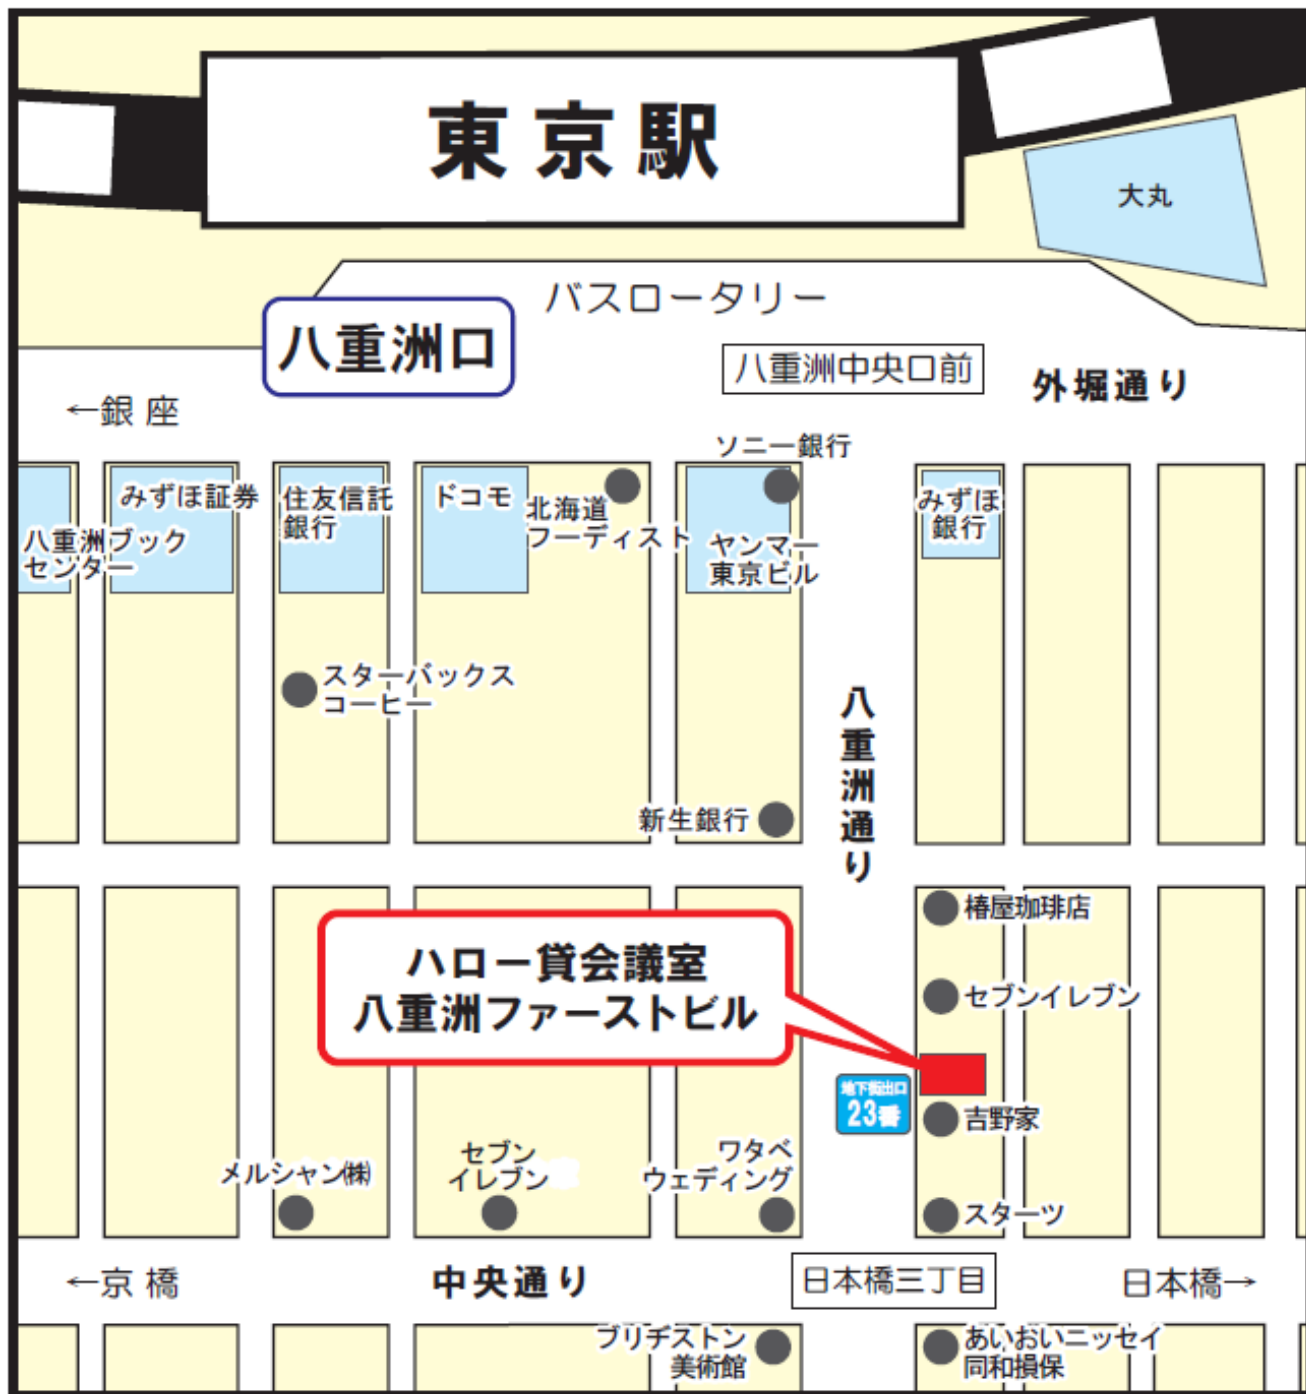 東京駅
大丸
バスロータリー
八重洲口
八重洲中央口前
外堀通り
←銀座
ソニー銀行
八重洲ブック
センター
みずほ証券
住友信託
銀行
ドコモ
北海道
フーディスト
ヤンマー
東京ビル
みずほ
銀行
スターバックス
コーヒー
八重洲通り
新生銀行
椿屋珈琲店
ハロー貸会議室
八重洲ファーストビル
セブンイレブン
地下街出口
23番
吉野家
メルシャン㈱
セブン
イレブン
ワタベ
ウェディング
スターツ
←京橋
中央通り
日本橋三丁目
日本橋→
ブリヂストン
美術館
あいおいニッセイ
同和損保